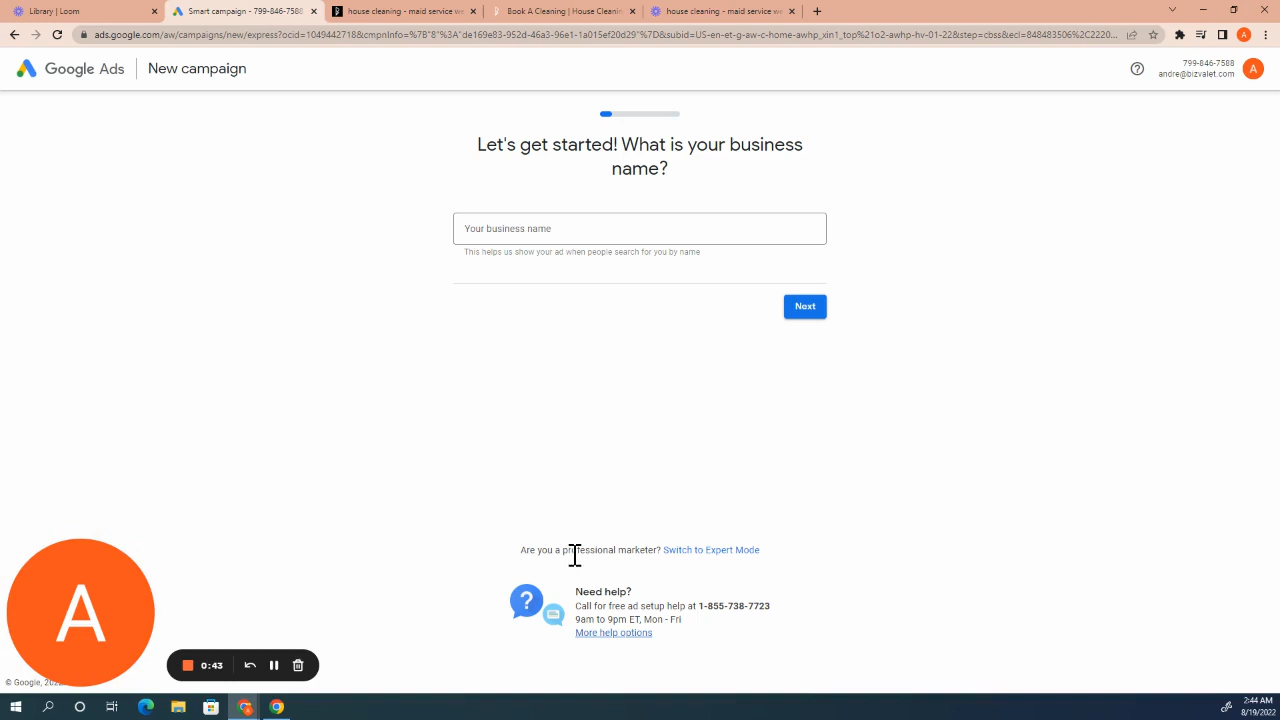 Library | Loom
Smart campaign - 799-846-7588
house cleaning - maid service we
Book A Cleaning | House Cleanin
house cleaning - maid service we
ads.google.com/aw/campaigns/new/express?ocid=1049442718&cmpnInfo=%7B"8"%3A"de169e83-952d-46a3-96e1-1a015ef20d29"%7D&subid=US-en-et-g-aw-c-home-awhp_xin1_top%21o2-awhp-hv-01-22&step=cbss&ecl=848483506%2C2220...
A
Google Ads
New campaign
799-846-7588
andre@bizvalet.com
A
Let's get started! What is your business
name?
Your business name
This helps us show your ad when people search for you by name
Next
Are you a professional marketer? Switch to Expert Mode
?
Need help?
Call for free ad setup help at 1-855-738-7723
9am to 9pm ET, Mon - Fri
More help options
A
0:43
© Google, 20
2:44 AM
8/19/2022